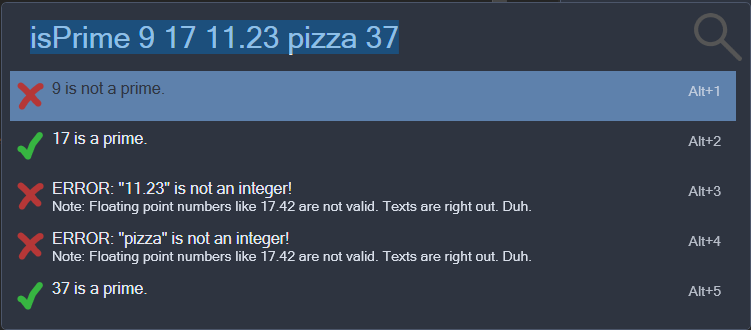 isPrime 9 17 11.23 pizza 37
9 is not a prime.
Alt+1
17 is a prime.
Alt+2
ERROR: "11.23" is not an integer!
Note: Floating point numbers like 17.42 are not valid. Texts are right out. Duh.
Alt+3
ERROR: "pizza" is not an integer!
Note: Floating point numbers like 17.42 are not valid. Texts are right out. Duh.
Alt+4
37 is a prime.
Alt+5